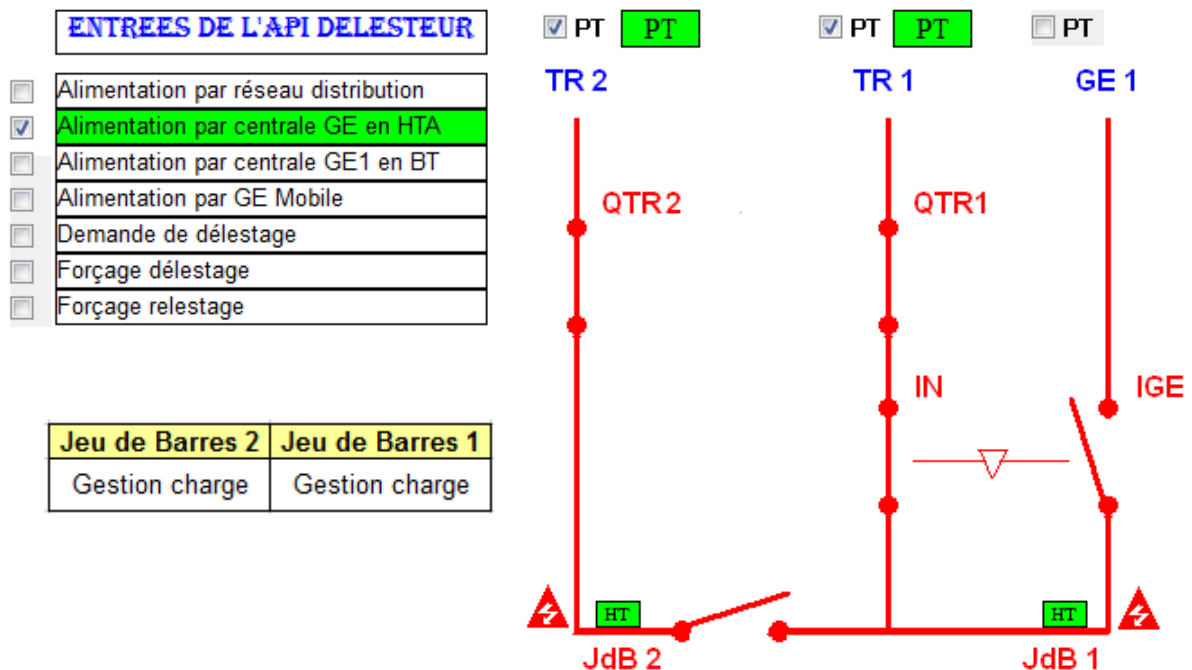 ENTREES DE L'API DELESTEUR
Alimentation par réseau distribution
Alimentation par centrale GE en HTA
Alimentation par centrale GE1 en BT
Alimentation par GE Mobile
Demande de délestage
Forçage délestage
Forçage relestage
Jeu de Barres 2 Jeu de Barres 1
Gestion charge Gestion charge
PT PT PT PT PT
TR 2 TR 1 GE 1
QTR2 QTR1
IN IGE
HT HT
JdB 2 JdB 1